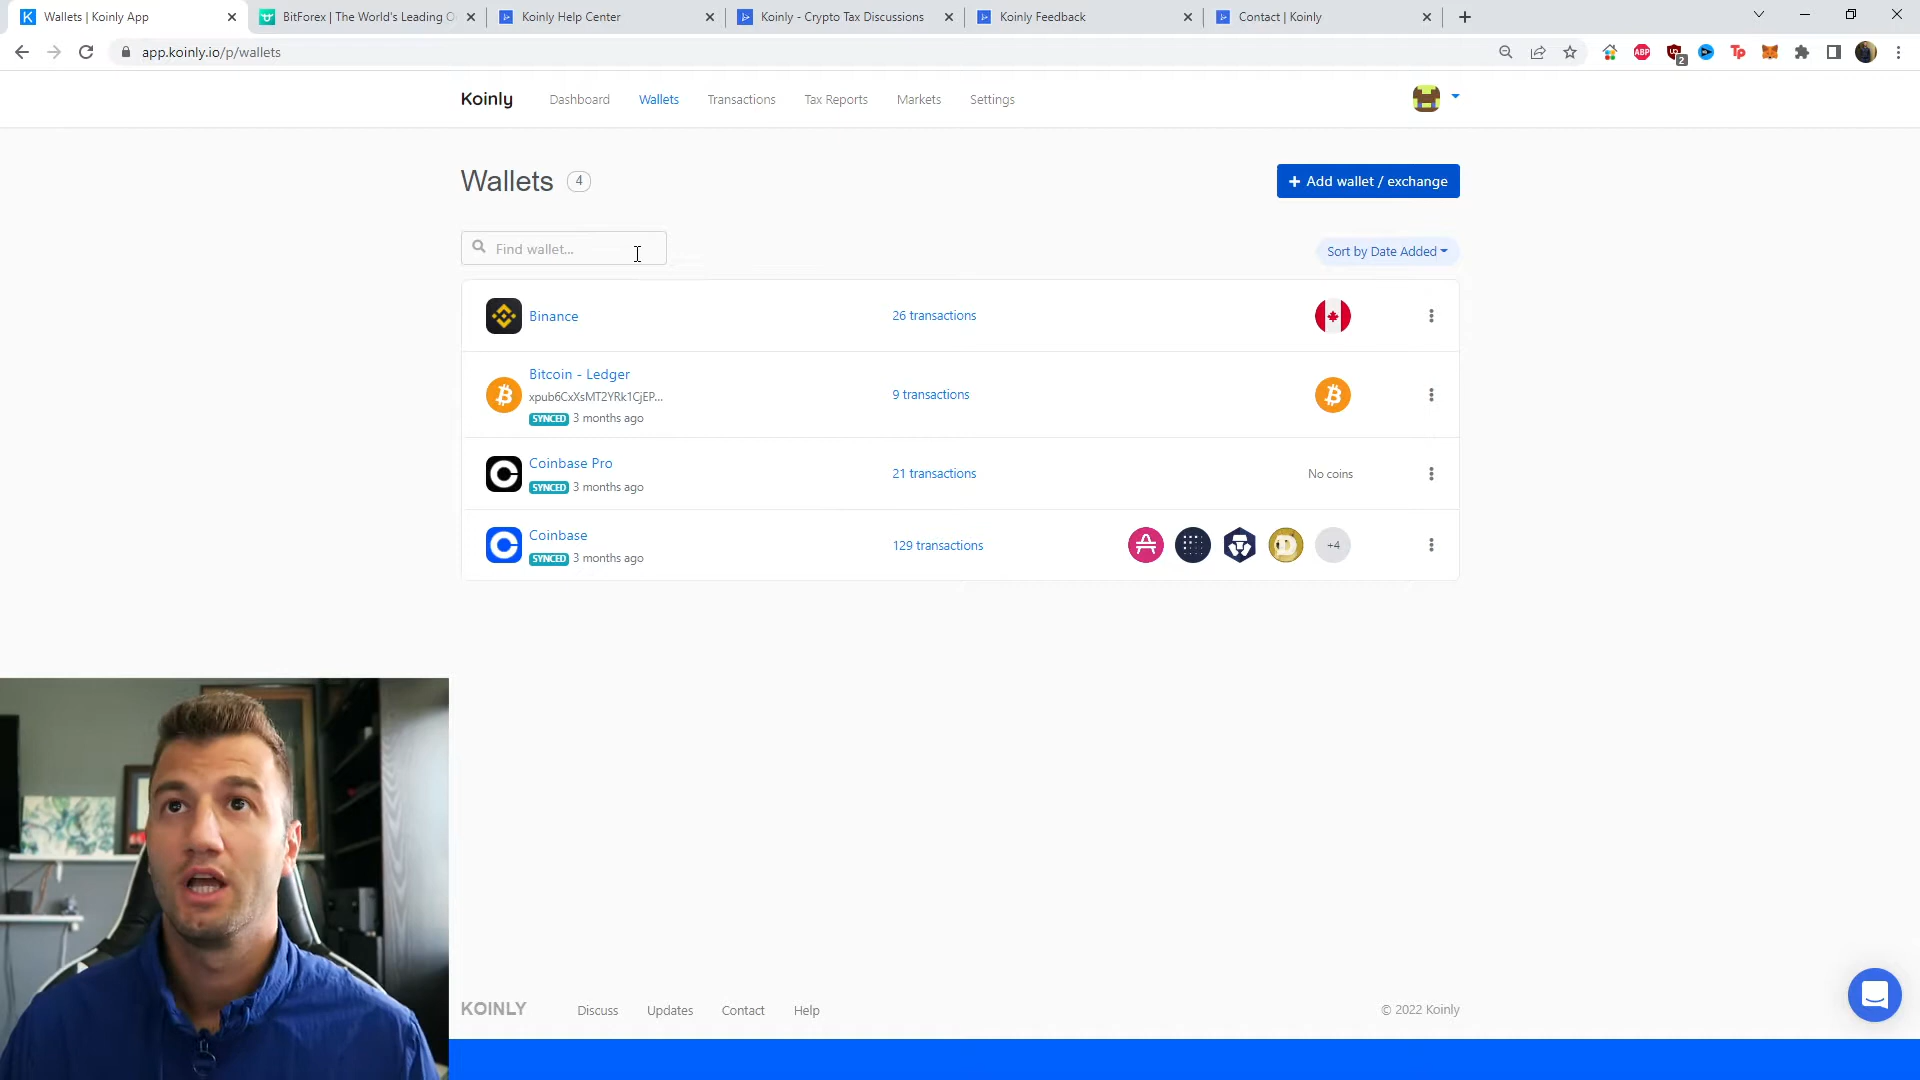 Wallets | Koinly App
BitForex | The World's Leading O
Koinly Help Center
Koinly - Crypto Tax Discussions
Koinly Feedback
Contact | Koinly
app.koinly.io/p/wallets
ABP
2
Tp
Koinly
Dashboard
Wallets
Transactions
Tax Reports
Markets
Settings
Wallets 4
+ Add wallet / exchange
Find wallet...
Sort by Date Added
Binance
26 transactions
Bitcoin - Ledger
xpub6CxXsMT2YRk1CjEP...
SYNCED 3 months ago
9 transactions
Coinbase Pro
SYNCED 3 months ago
21 transactions
No coins
Coinbase
SYNCED 3 months ago
129 transactions
+4
KOINLY
Discuss
Updates
Contact
Help
© 2022 Koinly